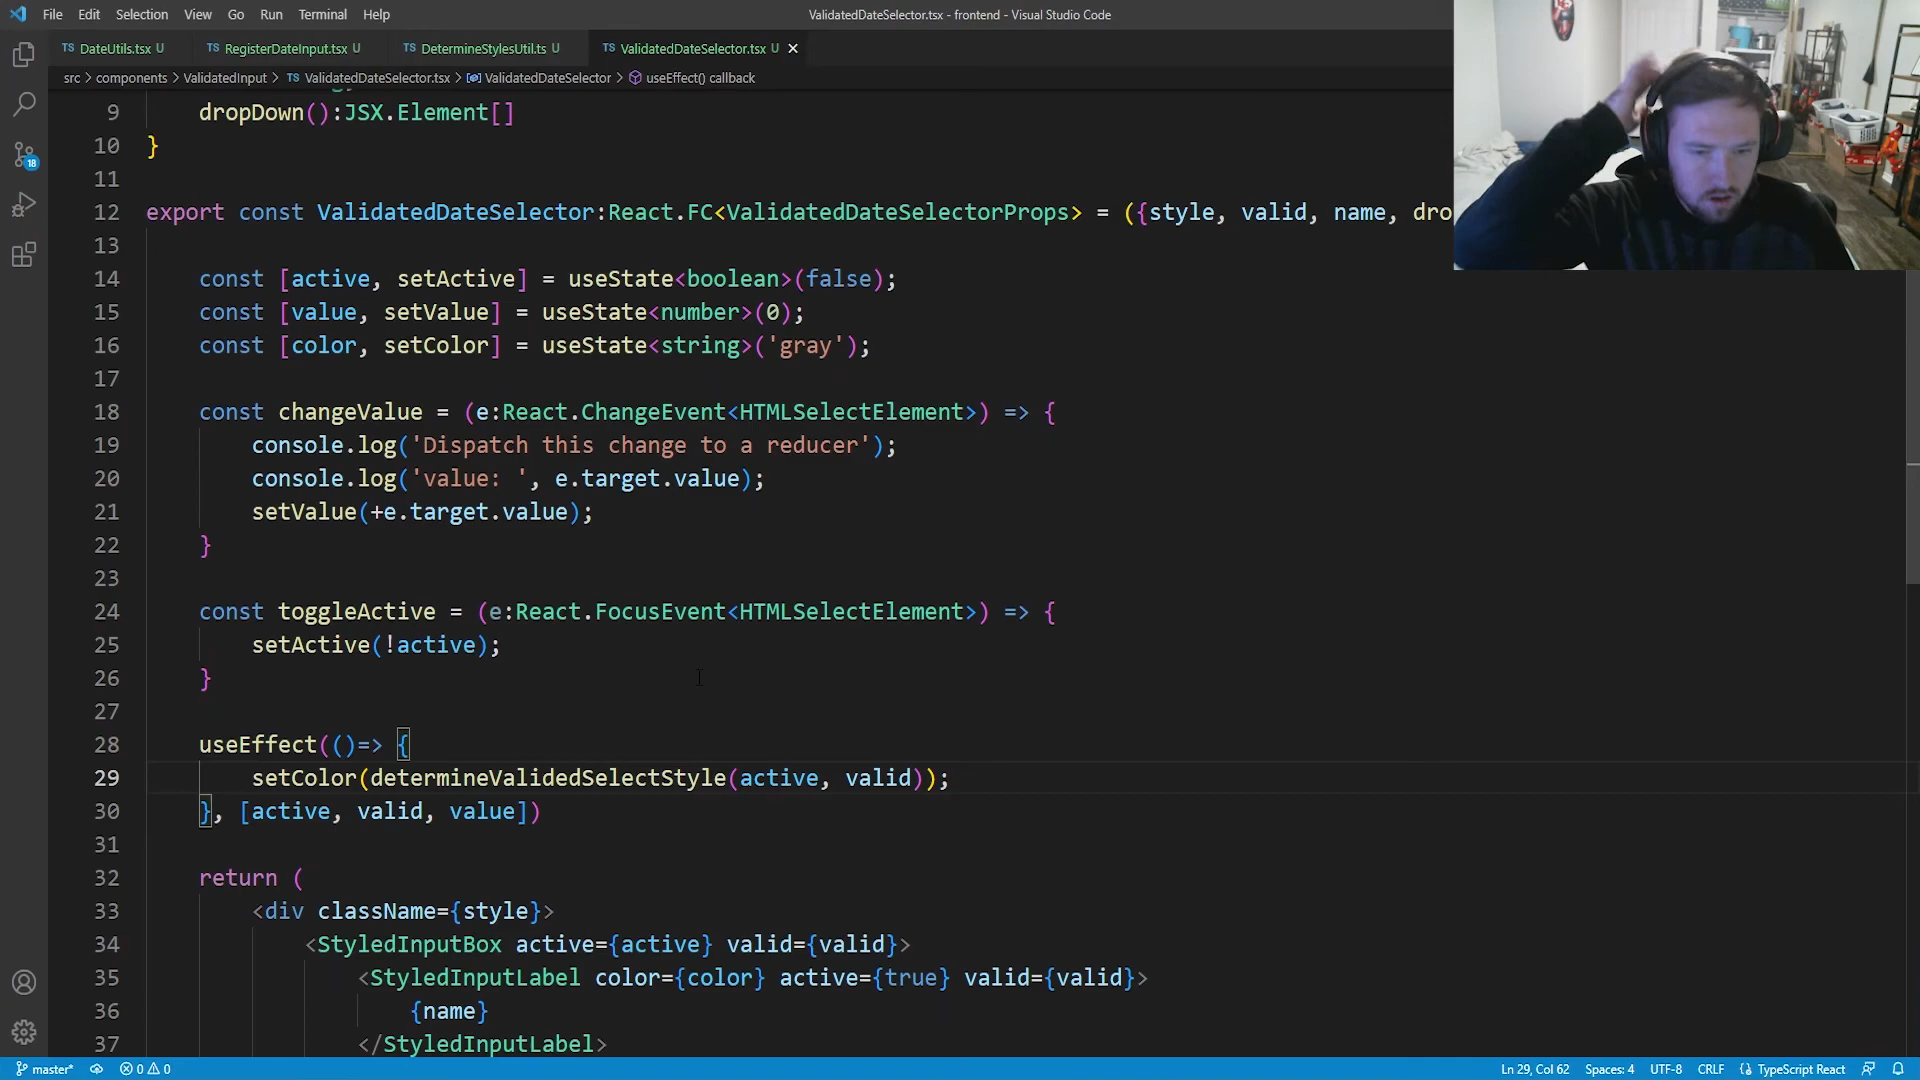 File Edit Selection View Go Run Terminal Help
ValidatedDateSelector.tsx - frontend - Visual Studio Code
TS DateUtils.tsx U TS RegisterDateInput.tsx U TS DetermineStylesUtil.ts U TS ValidatedDateSelector.tsx U
src > components > ValidatedInput > TS ValidatedDateSelector.tsx > ValidatedDateSelector > useEffect() callback
9 dropDown():JSX.Element[]
10 }
11
12 export const ValidatedDateSelector:React.FC<ValidatedDateSelectorProps> = ({style, valid, name, dro
13
14 const [active, setActive] = useState<boolean>(false);
15 const [value, setValue] = useState<number>(0);
16 const [color, setColor] = useState<string>('gray');
17
18 const changeValue = (e:React.ChangeEvent<HTMLSelectElement>) => {
19 console.log('Dispatch this change to a reducer');
20 console.log('value: ', e.target.value);
21 setValue(+e.target.value);
22 }
23
24 const toggleActive = (e:React.FocusEvent<HTMLSelectElement>) => {
25 setActive(!active);
26 }
27
28 useEffect(()=> {
29 setColor(determineValidedSelectStyle(active, valid));
30 }, [active, valid, value])
31
32 return (
33 <div className={style}>
34 <StyledInputBox active={active} valid={valid}>
35 <StyledInputLabel color={color} active={true} valid={valid}>
36 {name}
37 </StyledInputLabel>
18
master* 0 0 Ln 29, Col 62 Spaces: 4 UTF-8 CRLF TypeScript React